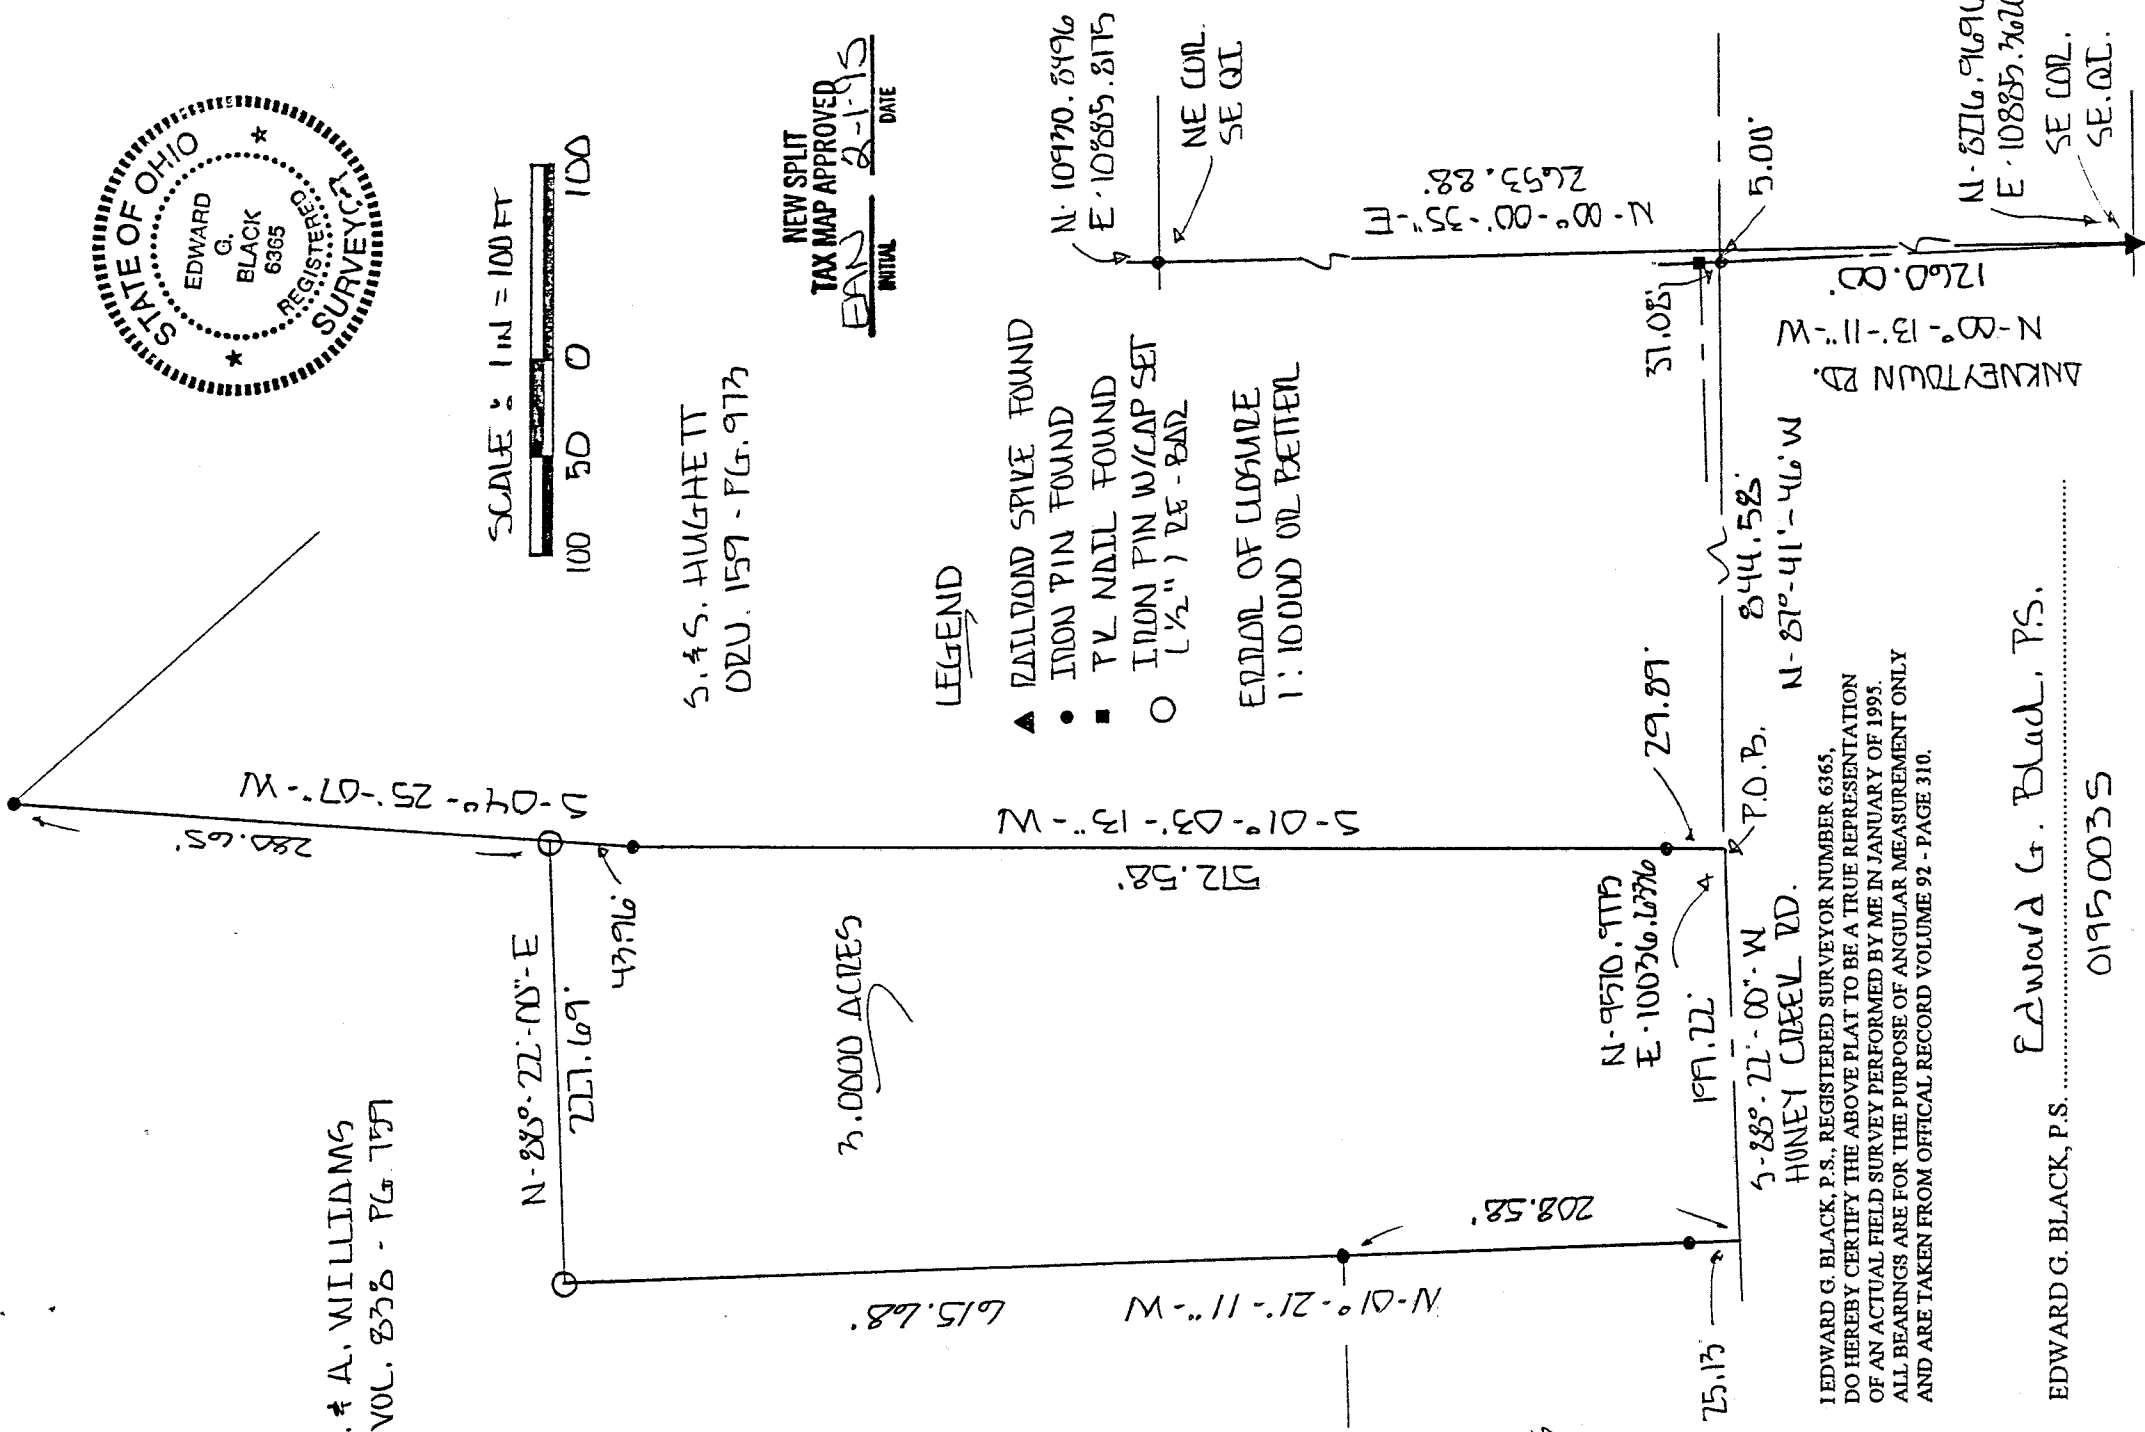 STATE OF OHIO
EDWARD
G.
BLACK
6365
REGISTERED
SURVEYOR
SCALE : 1 IN = 100 FT
100 50 0 100
NEW SPLIT
TAX MAP APPROVED
EAN 2-1-95
INITIAL DATE
. & A. WILLIAMS
VOL. 838 - PG. 759
S. & S. HUGHETT
ORV. 159 - PG. 973
280.65'
S-04°-25'-07"-W
N-88°-22'-00"-E
227.69'
43.96'
3.0000 ACRES
LEGEND
▲ RAILROAD SPIKE FOUND
● IRON PIN FOUND
■ PK NAIL FOUND
○ IRON PIN W/CAP SET
(½") RE-BAR
ERROR OF CLOSURE
1:10000 OR BETTER
N-10930.8496
E-10885.8175
NE COR.
SE QT.
N-00°-00'-35"-E
2653.88'
S-01°-03'-13"-W
572.58'
615.68'
N-01°-21'-11"-W
208.58'
25.13
N-9570.9775
E-10036.6336
197.22'
29.89'
P.O.B.
S-88°-22'-00"-W
HONEY CREEK RD.
844.58'
N-87°-41'-46"W
37.08'
5.00'
1260.00'
N-00°-13'-11"-W
ANKNEYTOWN RD.
SE COR.
SE. QT.
I EDWARD G. BLACK, P.S., REGISTERED SURVEYOR NUMBER 6365,
DO HEREBY CERTIFY THE ABOVE PLAT TO BE A TRUE REPRESENTATION
OF AN ACTUAL FIELD SURVEY PERFORMED BY ME IN JANUARY OF 1995.
ALL BEARINGS ARE FOR THE PURPOSE OF ANGULAR MEASUREMENT ONLY
AND ARE TAKEN FROM OFFICAL RECORD VOLUME 92 - PAGE 310.
EDWARD G. BLACK, P.S. Edward G. Black, P.S.
01950035